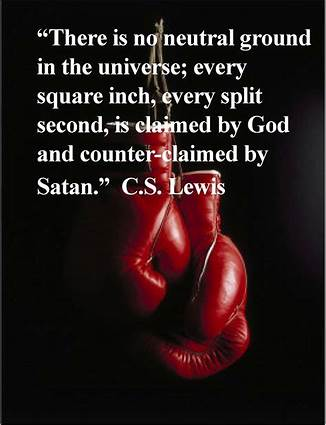 “There is no neutral ground
in the universe; every
square inch, every split
second, is claimed by God
and counter-claimed by
Satan.” C.S. Lewis